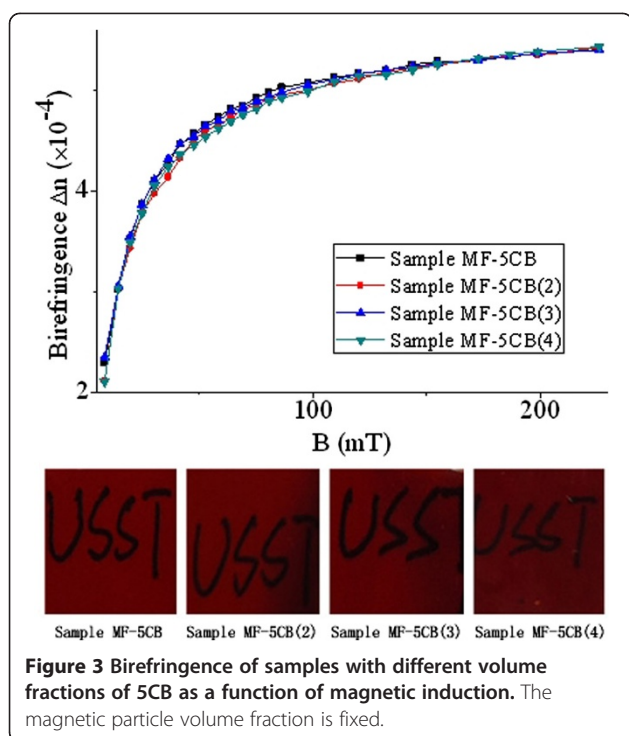 Birefringence Δn (×10⁻⁴)
4
2
Sample MF-5CB
Sample MF-5CB(2)
Sample MF-5CB(3)
Sample MF-5CB(4)
100
200
B (mT)
USST USST USST USST
Sample MF-5CB Sample MF-5CB(2) Sample MF-5CB(3) Sample MF-5CB(4)
Figure 3 Birefringence of samples with different volume
fractions of 5CB as a function of magnetic induction. The
magnetic particle volume fraction is fixed.